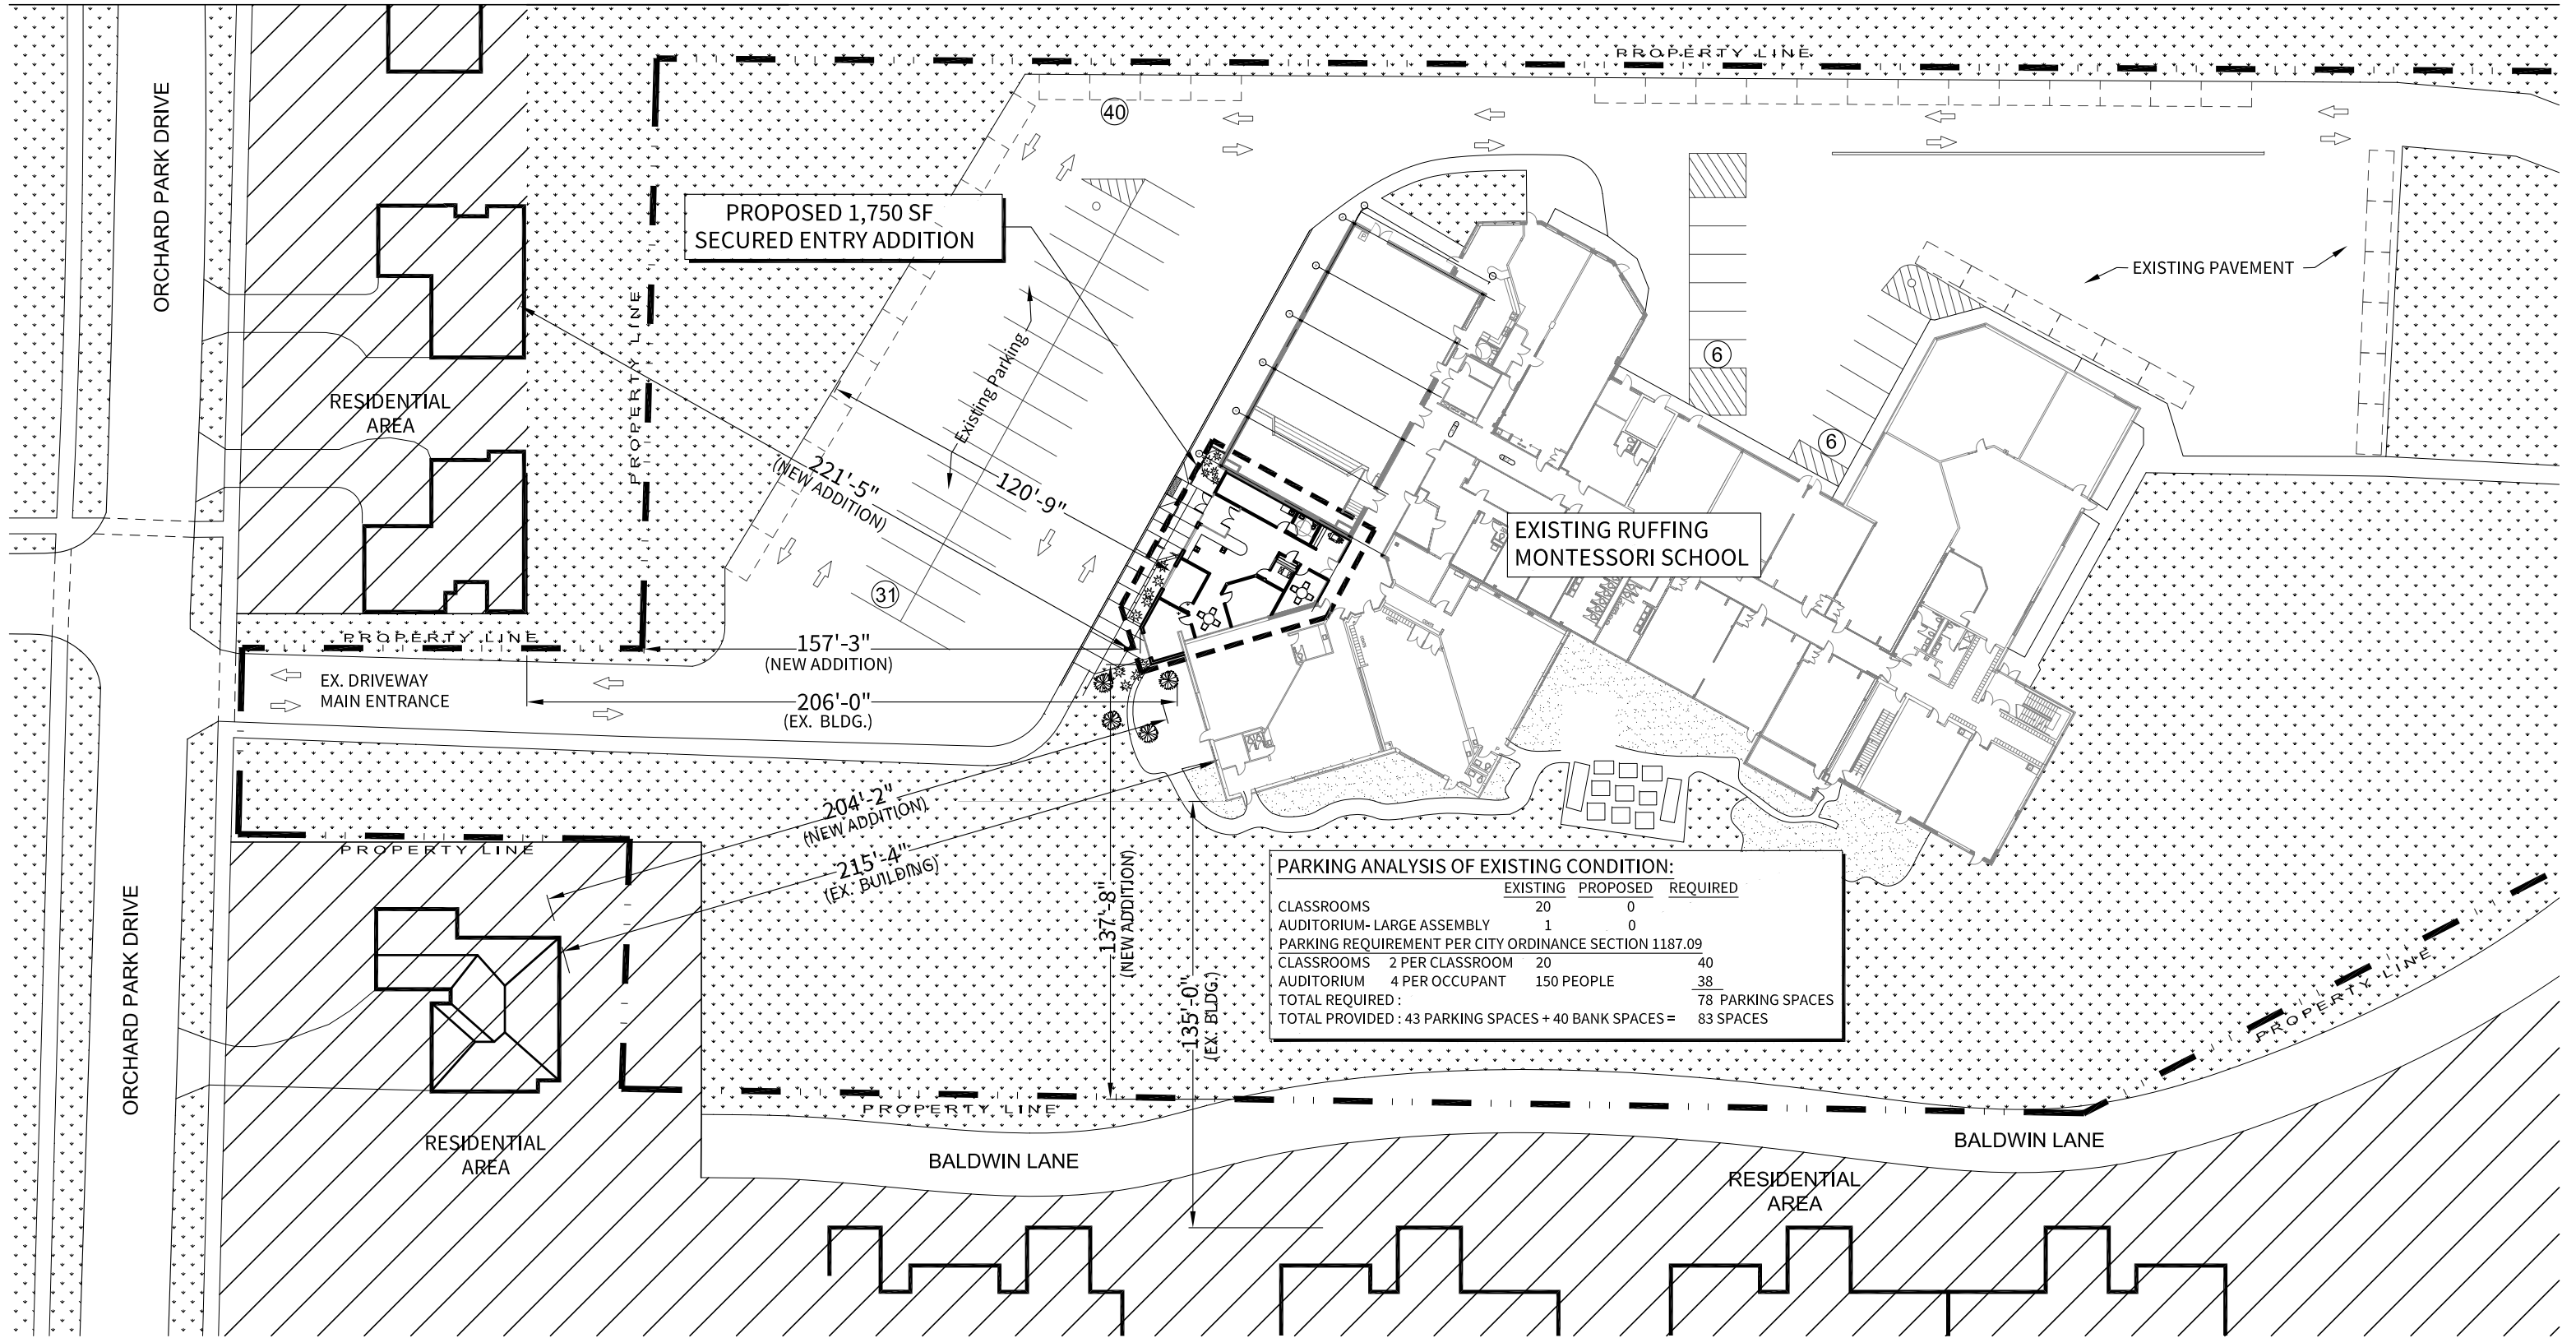 PROPERTY LINE
ORCHARD PARK DRIVE
40
PROPOSED 1,750 SF
SECURED ENTRY ADDITION
EXISTING PAVEMENT
PROPERTY LINE
Existing Parking
6
6
RESIDENTIAL
AREA
221'-5"
(NEW ADDITION)
120'-9"
EXISTING RUFFING
MONTESSORI SCHOOL
31
PROPERTY LINE
157'-3"
(NEW ADDITION)
EX. DRIVEWAY
MAIN ENTRANCE
206'-0"
(EX. BLDG.)
204'-2"
(NEW ADDITION)
215'-4"
(EX. BUILDING)
PROPERTY LINE
ORCHARD PARK DRIVE
137'-8"
(NEW ADDITION)
135'-0"
(EX. BLDG.)
PARKING ANALYSIS OF EXISTING CONDITION:
EXISTING PROPOSED REQUIRED
CLASSROOMS 20 0
AUDITORIUM- LARGE ASSEMBLY 1 0
PARKING REQUIREMENT PER CITY ORDINANCE SECTION 1187.09
CLASSROOMS 2 PER CLASSROOM 20 40
AUDITORIUM 4 PER OCCUPANT 150 PEOPLE 38
TOTAL REQUIRED : 78 PARKING SPACES
TOTAL PROVIDED : 43 PARKING SPACES + 40 BANK SPACES = 83 SPACES
PROPERTY LINE
PROPERTY LINE
RESIDENTIAL
AREA
BALDWIN LANE
BALDWIN LANE
RESIDENTIAL
AREA